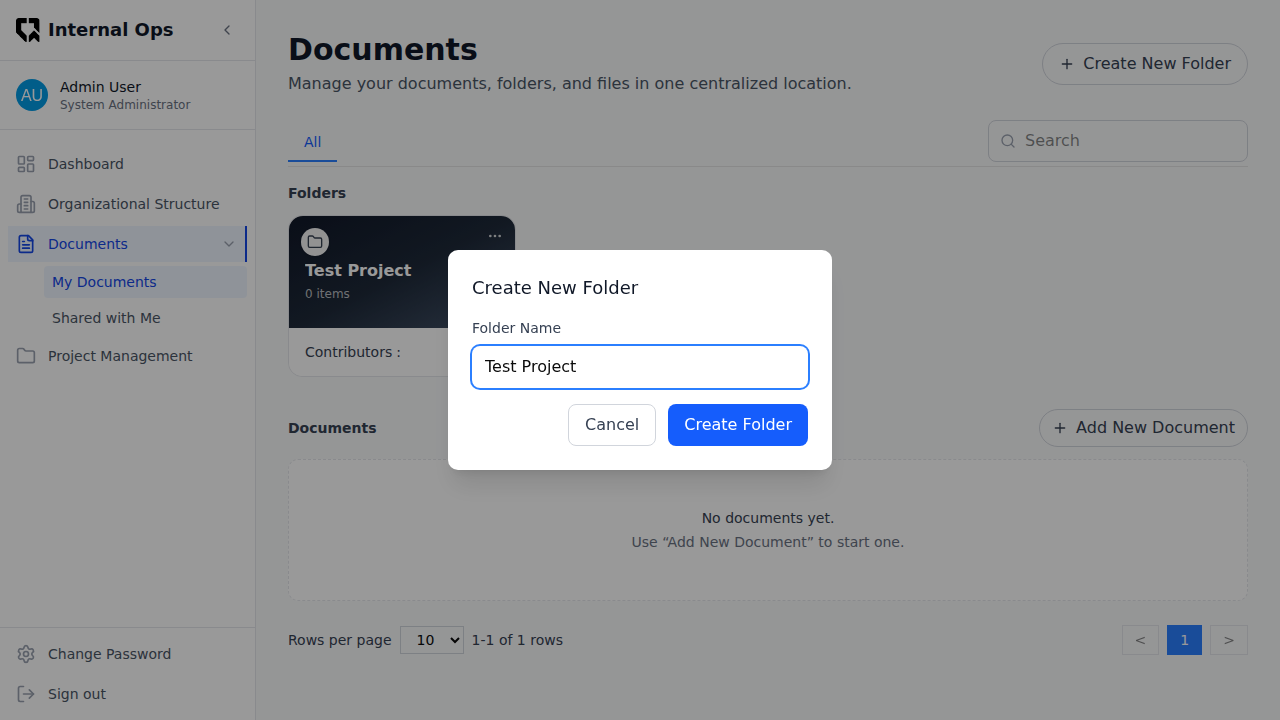 Internal Ops
AU
Admin User
System Administrator
Dashboard
Organizational Structure
Documents
My Documents
Shared with Me
Project Management
Change Password
Sign out
Documents
Manage your documents, folders, and files in one centralized location.
Create New Folder
All
Search
Folders
Test Project
0 items
Contributors :
Create New Folder
Folder Name
Test Project
Cancel
Create Folder
Documents
Add New Document
No documents yet.
Use “Add New Document” to start one.
Rows per page
10
1-1 of 1 rows
<
1
>